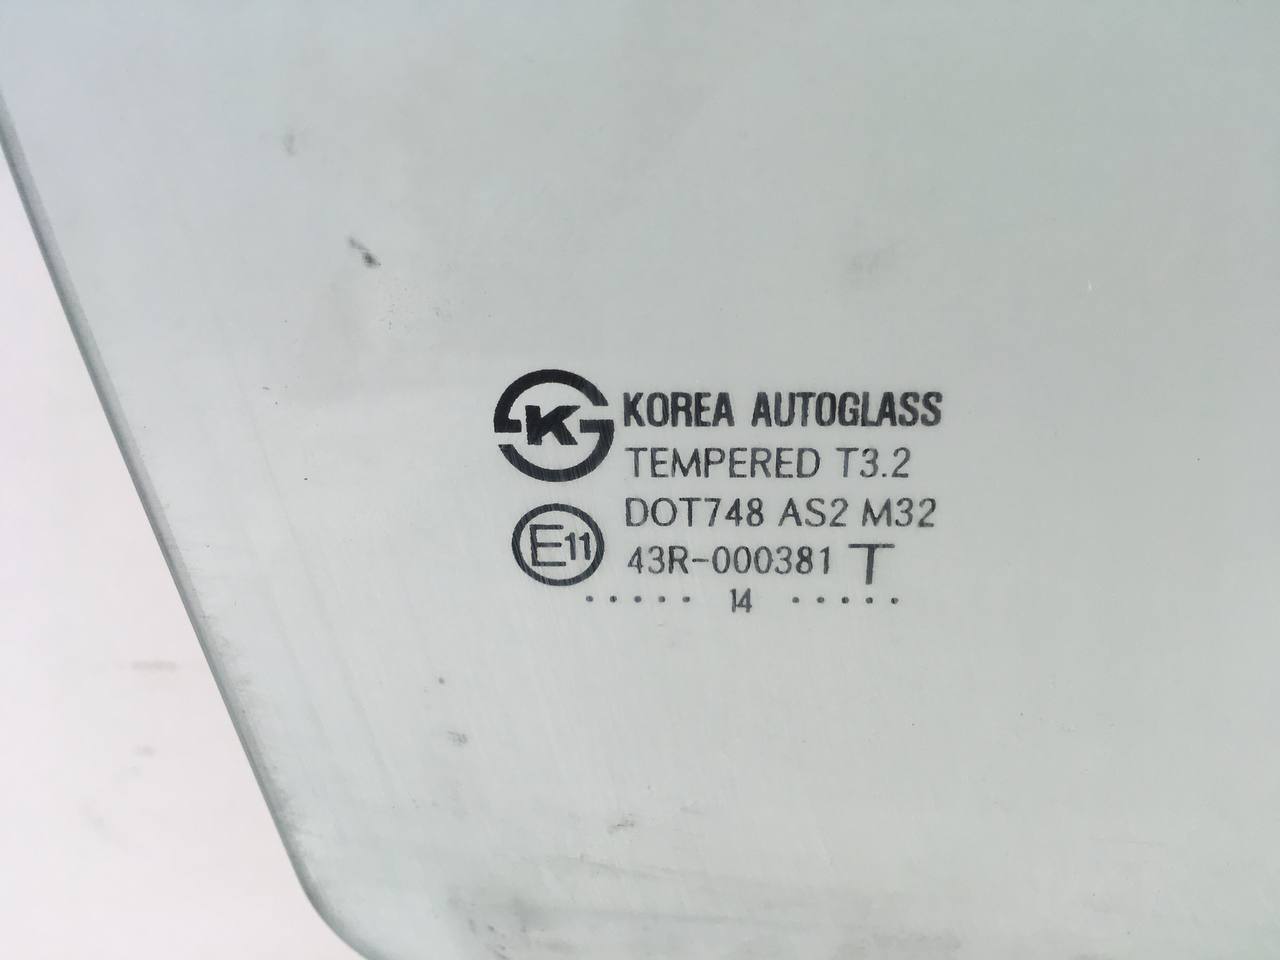 K
KOREA AUTOGLASS
TEMPERED T3.2
DOT748 AS2 M32
E11
43R-000381 T
..... 14 .....